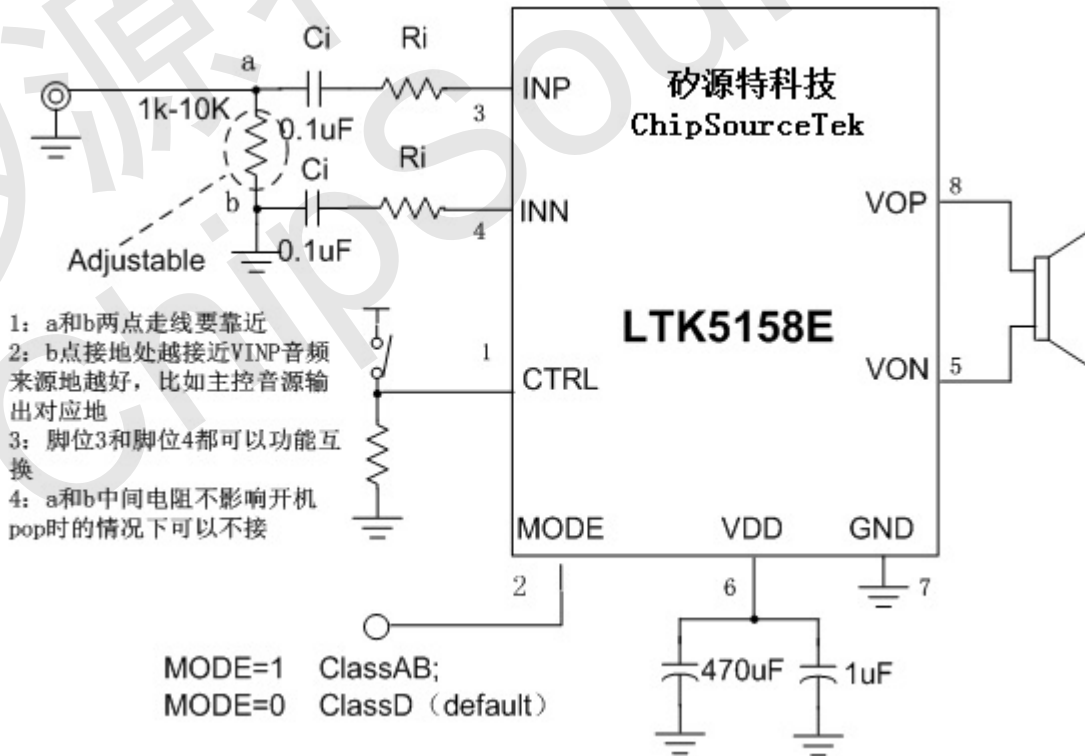 Ci
Ri
a
1k-10K
0.1uF
INP
3
矽源特科技
ChipSourceTek
Ci
Ri
b
INN
4
0.1uF
Adjustable
VOP
8
LTK5158E
VON
5
1：a和b两点走线要靠近
2：b点接地处越接近VINP音频
来源地越好，比如主控音源输
出对应地
3：脚位3和脚位4都可以功能互
换
4：a和b中间电阻不影响开机
pop时的情况下可以不接
1
CTRL
MODE
VDD
GND
2
6
7
470uF
1uF
MODE=1 ClassAB;
MODE=0 ClassD（default）
ChipSour